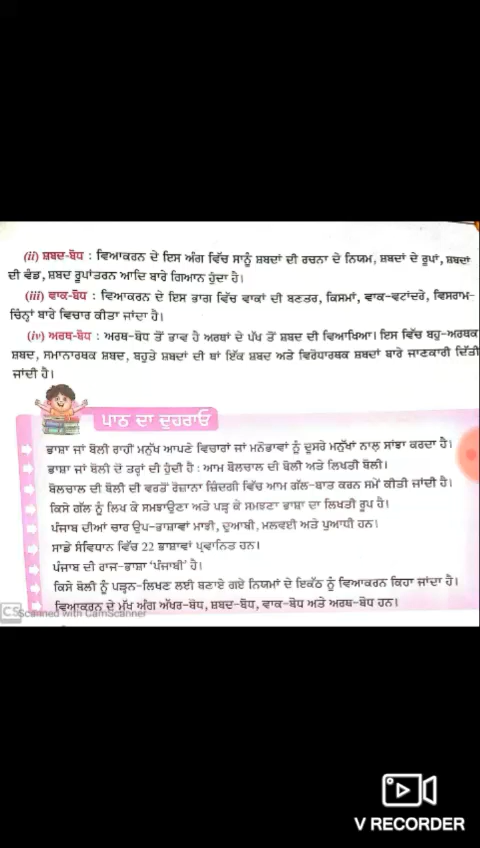 (ii) ਸ਼ਬਦ-ਬੋਧ : ਵਿਆਕਰਨ ਦੇ ਇਸ ਅੰਗ ਵਿੱਚ ਸਾਨੂੰ ਸ਼ਬਦਾਂ ਦੀ ਰਚਨਾ ਦੇ ਨਿਯਮ, ਸ਼ਬਦਾਂ ਦੇ ਰੂਪਾਂ, ਸ਼ਬਦਾਂ
ਦੀ ਵੰਡ, ਸ਼ਬਦ ਰੂਪਾਂਤਰਨ ਆਦਿ ਬਾਰੇ ਗਿਆਨ ਹੁੰਦਾ ਹੈ।
(iii) ਵਾਕ-ਬੋਧ : ਵਿਆਕਰਨ ਦੇ ਇਸ ਭਾਗ ਵਿੱਚ ਵਾਕਾਂ ਦੀ ਬਣਤਰ, ਕਿਸਮਾਂ, ਵਾਕ-ਵਟਾਂਦਰੇ, ਵਿਸਰਾਮ-
ਚਿੰਨ੍ਹਾਂ ਬਾਰੇ ਵਿਚਾਰ ਕੀਤਾ ਜਾਂਦਾ ਹੈ।
(iv) ਅਰਥ-ਬੋਧ : ਅਰਥ-ਬੋਧ ਤੋਂ ਭਾਵ ਹੈ ਅਰਥਾਂ ਦੇ ਪੱਖ ਤੋਂ ਸ਼ਬਦ ਦੀ ਵਿਆਖਿਆ। ਇਸ ਵਿੱਚ ਬਹੁ-ਅਰਥਕ
ਸ਼ਬਦ, ਸਮਾਨਾਰਥਕ ਸ਼ਬਦ, ਬਹੁਤੇ ਸ਼ਬਦਾਂ ਦੀ ਥਾਂ ਇੱਕ ਸ਼ਬਦ ਅਤੇ ਵਿਰੋਧਾਰਥਕ ਸ਼ਬਦਾਂ ਬਾਰੇ ਜਾਣਕਾਰੀ ਦਿੱਤੀ
ਜਾਂਦੀ ਹੈ।
ਪਾਠ ਦਾ ਦੁਹਰਾਓ
ਭਾਸ਼ਾ ਜਾਂ ਬੋਲੀ ਰਾਹੀਂ ਮਨੁੱਖ ਆਪਣੇ ਵਿਚਾਰਾਂ ਜਾਂ ਮਨੋਭਾਵਾਂ ਨੂੰ ਦੂਸਰੇ ਮਨੁੱਖਾਂ ਨਾਲ਼ ਸਾਂਝਾ ਕਰਦਾ ਹੈ।
ਭਾਸ਼ਾ ਜਾਂ ਬੋਲੀ ਦੋ ਤਰ੍ਹਾਂ ਦੀ ਹੁੰਦੀ ਹੈ : ਆਮ ਬੋਲਚਾਲ ਦੀ ਬੋਲੀ ਅਤੇ ਲਿਖਤੀ ਬੋਲੀ।
ਬੋਲਚਾਲ ਦੀ ਬੋਲੀ ਦੀ ਵਰਤੋਂ ਰੋਜ਼ਾਨਾ ਜ਼ਿੰਦਗੀ ਵਿੱਚ ਆਮ ਗੱਲ-ਬਾਤ ਕਰਨ ਸਮੇਂ ਕੀਤੀ ਜਾਂਦੀ ਹੈ।
ਕਿਸੇ ਗੱਲ ਨੂੰ ਲਿਖ ਕੇ ਸਮਝਾਉਣਾ ਅਤੇ ਪੜ੍ਹ ਕੇ ਸਮਝਣਾ ਭਾਸ਼ਾ ਦਾ ਲਿਖਤੀ ਰੂਪ ਹੈ।
ਪੰਜਾਬ ਦੀਆਂ ਚਾਰ ਉਪ-ਭਾਸ਼ਾਵਾਂ ਮਾਝੀ, ਦੁਆਬੀ, ਮਲਵਈ ਅਤੇ ਪੁਆਧੀ ਹਨ।
ਸਾਡੇ ਸੰਵਿਧਾਨ ਵਿੱਚ 22 ਭਾਸ਼ਾਵਾਂ ਪ੍ਰਵਾਨਿਤ ਹਨ।
ਪੰਜਾਬ ਦੀ ਰਾਜ-ਭਾਸ਼ਾ ‘ਪੰਜਾਬੀ’ ਹੈ।
ਕਿਸੇ ਬੋਲੀ ਨੂੰ ਪੜ੍ਹਨ-ਲਿਖਣ ਲਈ ਬਣਾਏ ਗਏ ਨਿਯਮਾਂ ਦੇ ਇਕੱਠ ਨੂੰ ਵਿਆਕਰਨ ਕਿਹਾ ਜਾਂਦਾ ਹੈ।
ਵਿਆਕਰਨ ਦੇ ਮੁੱਖ ਅੰਗ ਅੱਖਰ-ਬੋਧ, ਸ਼ਬਦ-ਬੋਧ, ਵਾਕ-ਬੋਧ ਅਤੇ ਅਰਥ-ਬੋਧ ਹਨ।
CS Scanned with CamScanner
V RECORDER